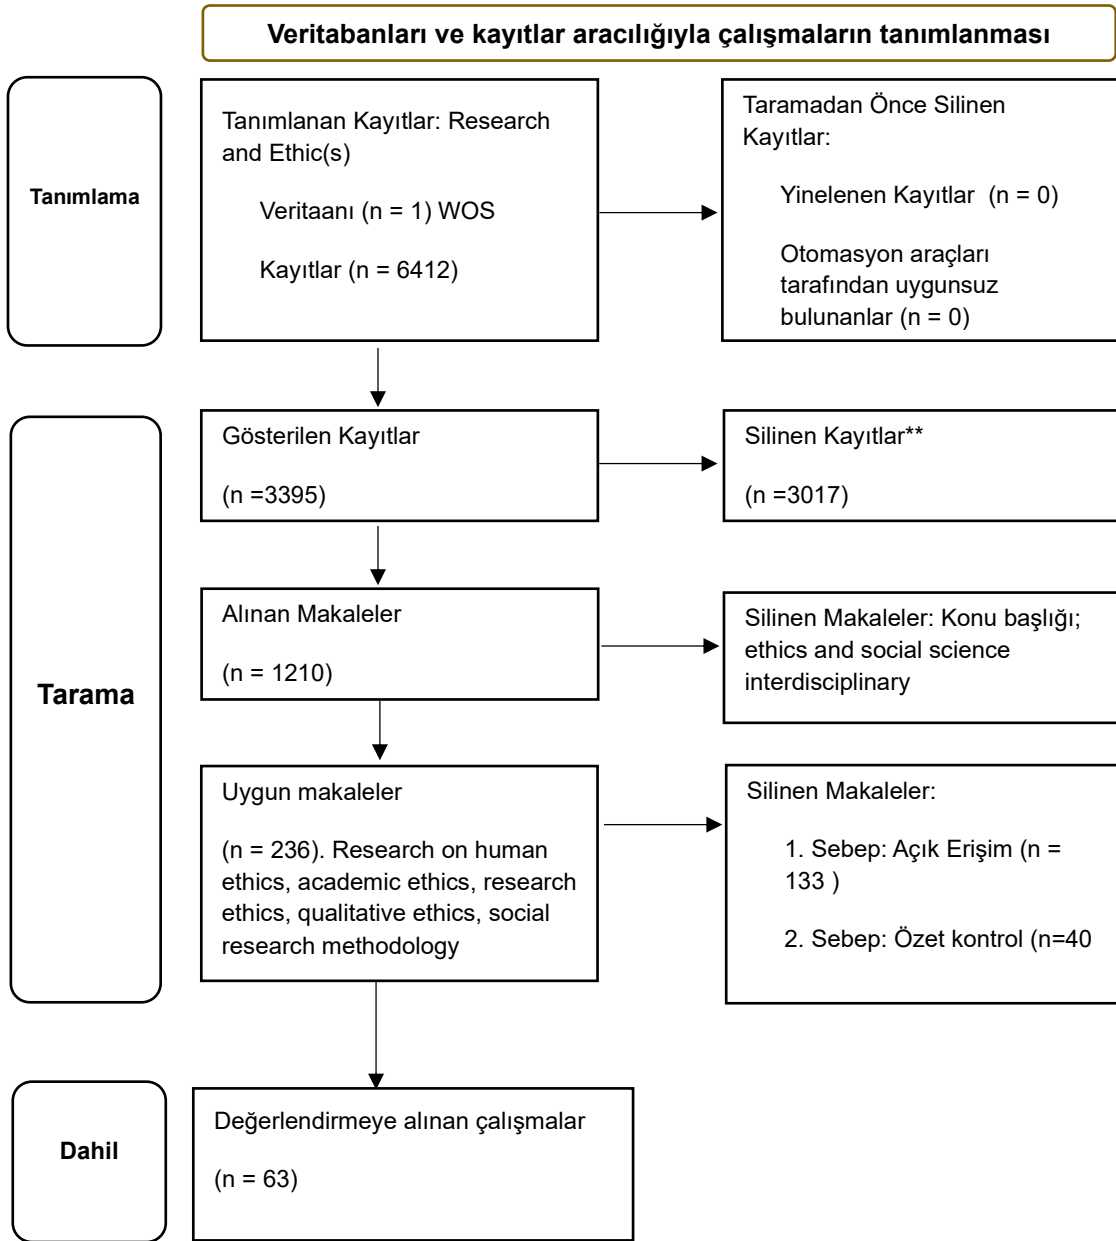 Veritabanları ve kayıtlar aracılığıyla çalışmaların tanımlanması
Tanımlama
Tanımlanan Kayıtlar: Research
and Ethic(s)
Veritaanı (n = 1) WOS
Kayıtlar (n = 6412)
Taramadan Önce Silinen
Kayıtlar:
Yinelenen Kayıtlar (n = 0)
Otomasyon araçları
tarafından uygunsuz
bulunanlar (n = 0)
Tarama
Gösterilen Kayıtlar
(n =3395)
Silinen Kayıtlar**
(n =3017)
Alınan Makaleler
(n = 1210)
Silinen Makaleler: Konu başlığı;
ethics and social science
interdisciplinary
Uygun makaleler
(n = 236). Research on human
ethics, academic ethics, research
ethics, qualitative ethics, social
research methodology
Silinen Makaleler:
1. Sebep: Açık Erişim (n =
133 )
2. Sebep: Özet kontrol (n=40
Dahil
Değerlendirmeye alınan çalışmalar
(n = 63)